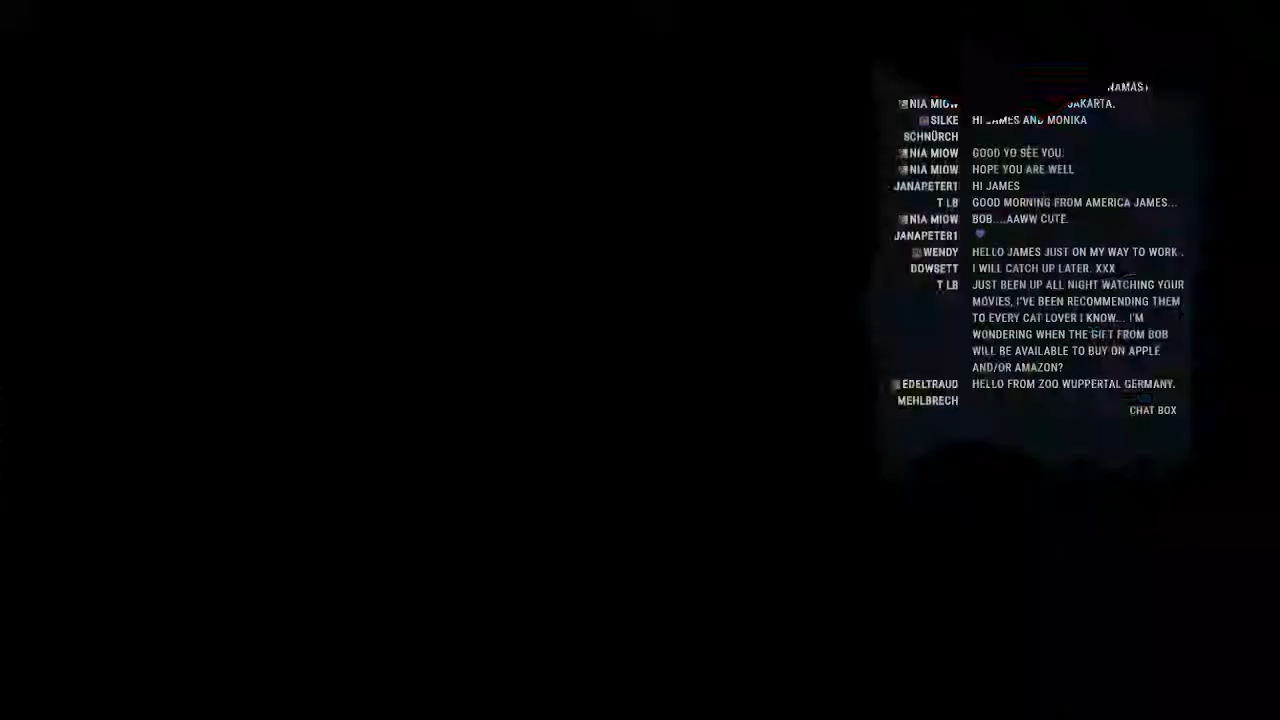 NIA MIOW JAKARTA.
SILKE HI JAMES AND MONIKA
SCHNÜRCH
NIA MIOW GOOD YO SEE YOU
NIA MIOW HOPE YOU ARE WELL
JANAPETER1 HI JAMES
T LB GOOD MORNING FROM AMERICA JAMES...
NIA MIOW BOB....AAWW CUTE.
JANAPETER1 💜
WENDY HELLO JAMES JUST ON MY WAY TO WORK .
DOWSETT I WILL CATCH UP LATER. XXX
T LB JUST BEEN UP ALL NIGHT WATCHING YOUR
MOVIES, I'VE BEEN RECOMMENDING THEM
TO EVERY CAT LOVER I KNOW... I'M
WONDERING WHEN THE GIFT FROM BOB
WILL BE AVAILABLE TO BUY ON APPLE
AND/OR AMAZON?
EDELTRAUD HELLO FROM ZOO WUPPERTAL GERMANY.
MEHLBRECH
CHAT BOX